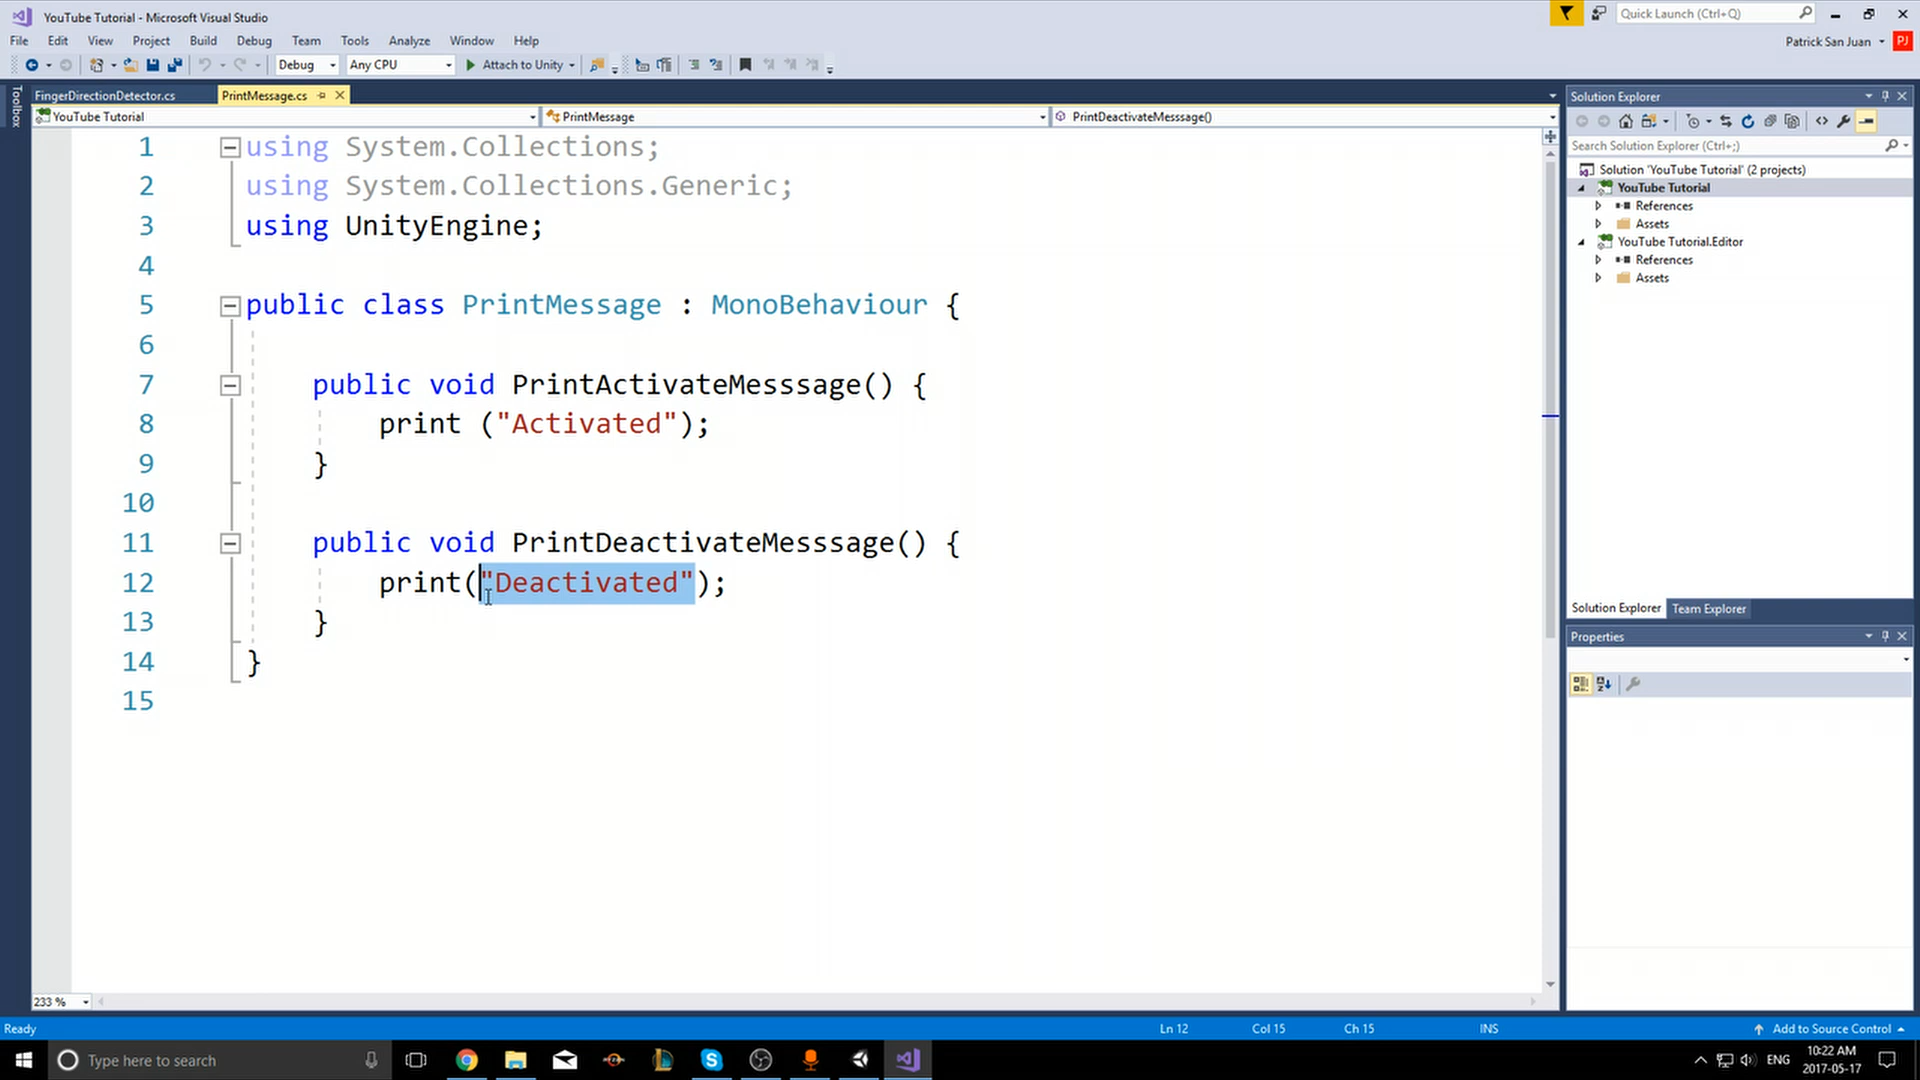 YouTube Tutorial - Microsoft Visual Studio
Quick Launch (Ctrl+Q)
File Edit View Project Build Debug Team Tools Analyze Window Help
Patrick San Juan
PJ
Debug Any CPU Attach to Unity
Toolbox
FingerDirectionDetector.cs PrintMessage.cs
YouTube Tutorial PrintMessage PrintDeactivateMesssage()
1 using System.Collections;
2 using System.Collections.Generic;
3 using UnityEngine;
4
5 public class PrintMessage : MonoBehaviour {
6
7 public void PrintActivateMesssage() {
8 print ("Activated");
9 }
10
11 public void PrintDeactivateMesssage() {
12 print("Deactivated");
13 }
14 }
15
233 %
Solution Explorer
Search Solution Explorer (Ctrl+;)
Solution 'YouTube Tutorial' (2 projects)
YouTube Tutorial
References
Assets
YouTube Tutorial.Editor
References
Assets
Solution Explorer Team Explorer
Properties
Ready Ln 12 Col 15 Ch 15 INS Add to Source Control
Type here to search
ENG
10:22 AM
2017-05-17